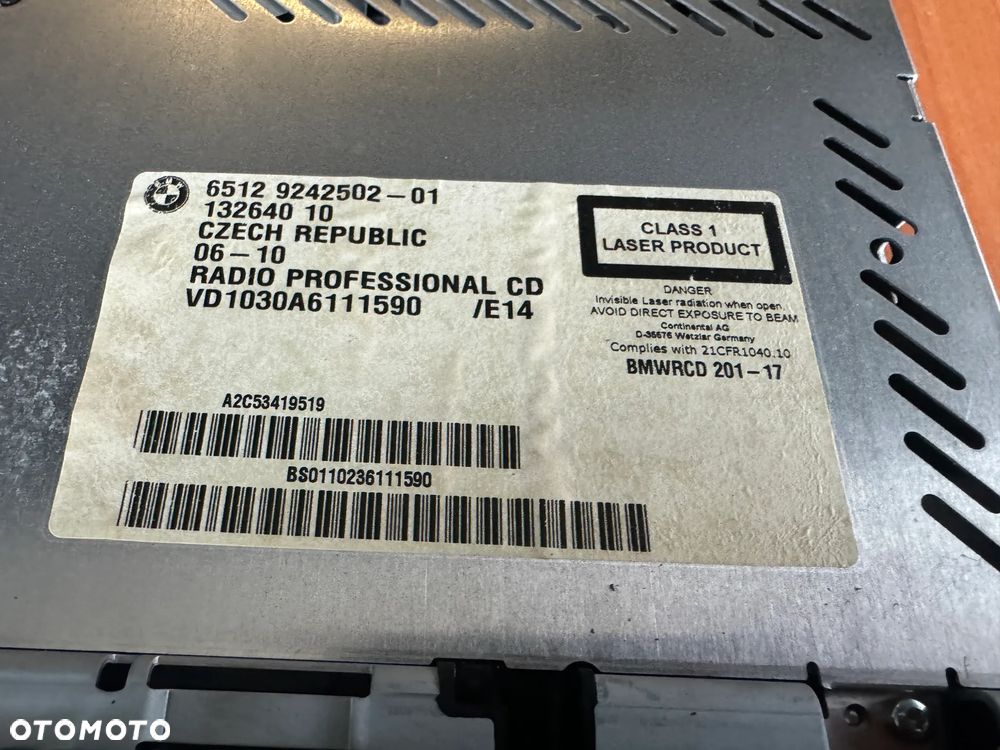 6512 9242502-01
132640 10
CZECH REPUBLIC
06-10
RADIO PROFESSIONAL CD
VD1030A6111590 /E14
A2C53419519
BS0110236111590
CLASS 1
LASER PRODUCT
DANGER
Invisible Laser radiation when open
AVOID DIRECT EXPOSURE TO BEAM
Continental AG
D-35576 Wetzlar Germany
Complies with 21CFR1040.10
BMWRCD 201-17
OTOMOTO